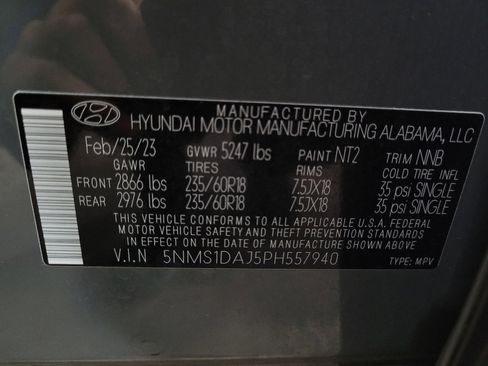 MANUFACTURED BY
HYUNDAI MOTOR MANUFACTURING ALABAMA, LLC
Feb/25/23 GVWR 5247 lbs PAINT NT2 TRIM NNB
GAWR TIRES RIMS COLD TIRE INFL
FRONT 2866 lbs 235/60R18 7.5JX18 35 psi SINGLE
REAR 2976 lbs 235/60R18 7.5JX18 35 psi SINGLE
THIS VEHICLE CONFORMS TO ALL APPLICABLE U.S.A. FEDERAL
MOTOR VEHICLE SAFETY AND THEFT PREVENTION STANDARDS
IN EFFECT ON THE DATE OF MANUFACTURE SHOWN ABOVE.
V.I.N 5NMS1DAJ5PH557940 TYPE: MPV